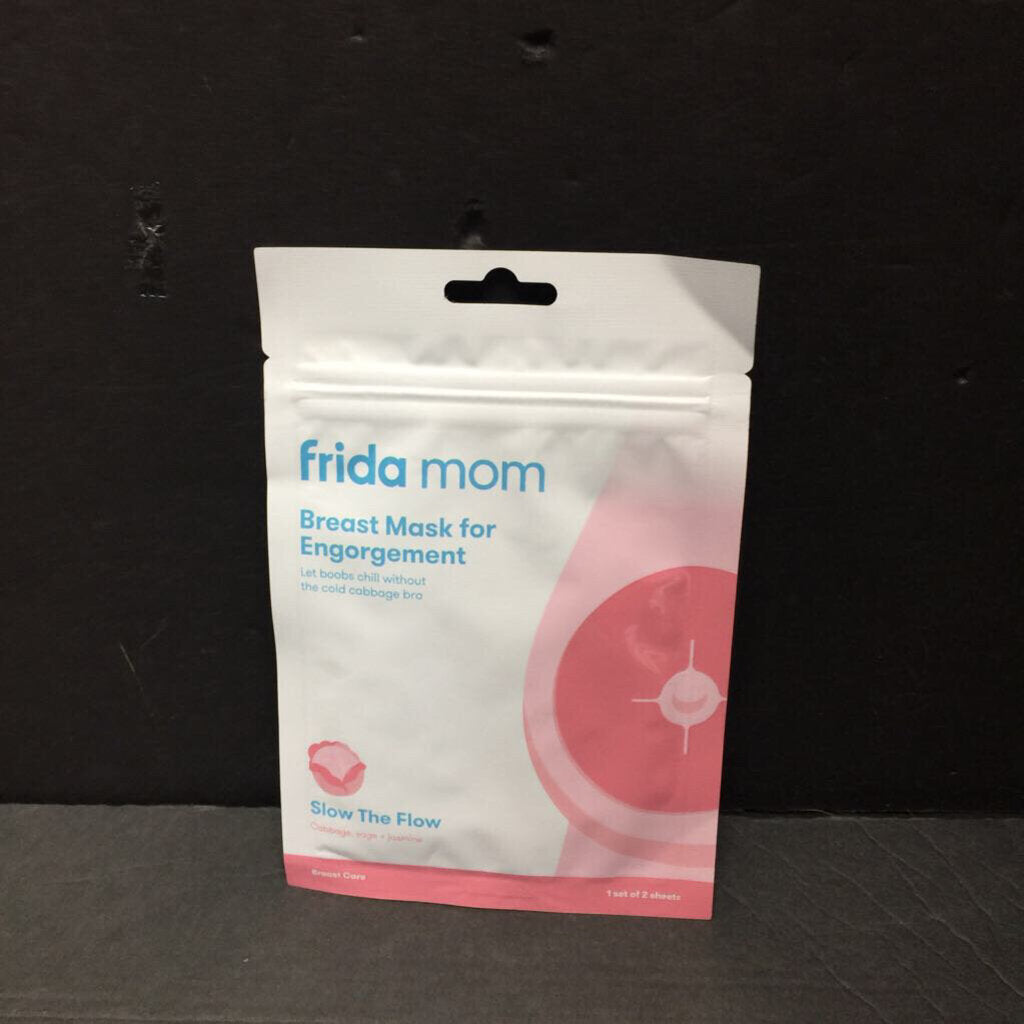 frida mom
Breast Mask for
Engorgement
Let boobs chill without
the cold cabbage bra
Slow The Flow
Cabbage, sage + jasmine
Breast Care
1 set of 2 sheets